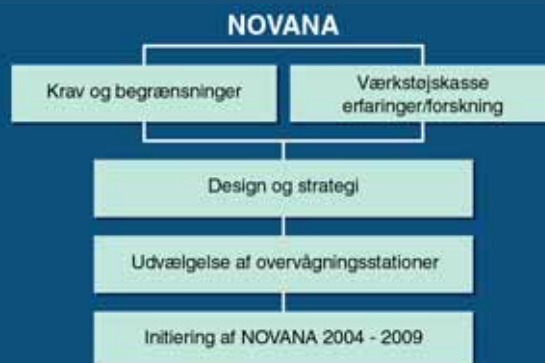 NOVANA
Krav og begrænsninger
Værkstøjskasse
erfaringer/forskning
Design og strategi
Udvælgelse af overvågningsstationer
Initiering af NOVANA 2004 - 2009